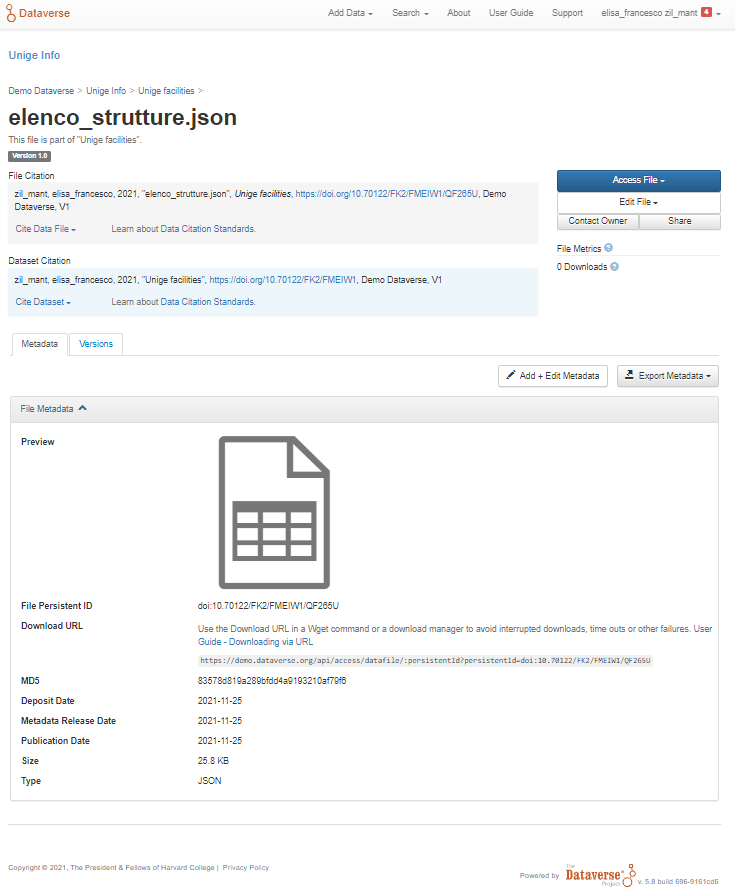 Dataverse
Add Data
Search
About
User Guide
Support
elisa_francesco zil_mant 4
Unige Info
Demo Dataverse > Unige Info > Unige facilities >
elenco_strutture.json
This file is part of "Unige facilities".
Version 1.0
File Citation
zil_mant, elisa_francesco, 2021, "elenco_strutture.json", Unige facilities, https://doi.org/10.70122/FK2/FMEIW1/QF265U, Demo
Dataverse, V1
Cite Data File
Learn about Data Citation Standards.
Access File
Edit File
Contact Owner
Share
File Metrics ?
0 Downloads ?
Dataset Citation
zil_mant, elisa_francesco, 2021, "Unige facilities", https://doi.org/10.70122/FK2/FMEIW1, Demo Dataverse, V1
Cite Dataset
Learn about Data Citation Standards.
Metadata
Versions
Add + Edit Metadata
Export Metadata
File Metadata
Preview
File Persistent ID
doi:10.70122/FK2/FMEIW1/QF265U
Download URL
Use the Download URL in a Wget command or a download manager to avoid interrupted downloads, time outs or other failures. User
Guide - Downloading via URL
https://demo.dataverse.org/api/access/datafile/:persistentId?persistentId=doi:10.70122/FK2/FMEIW1/QF265U
MD5
83578d819a289bfdd4a9193210af79f6
Deposit Date
2021-11-25
Metadata Release Date
2021-11-25
Publication Date
2021-11-25
Size
25.8 KB
Type
JSON
Copyright © 2021, The President & Fellows of Harvard College | Privacy Policy
Powered by
The
Dataverse®
Project
v. 5.8 build 696-9161cd6